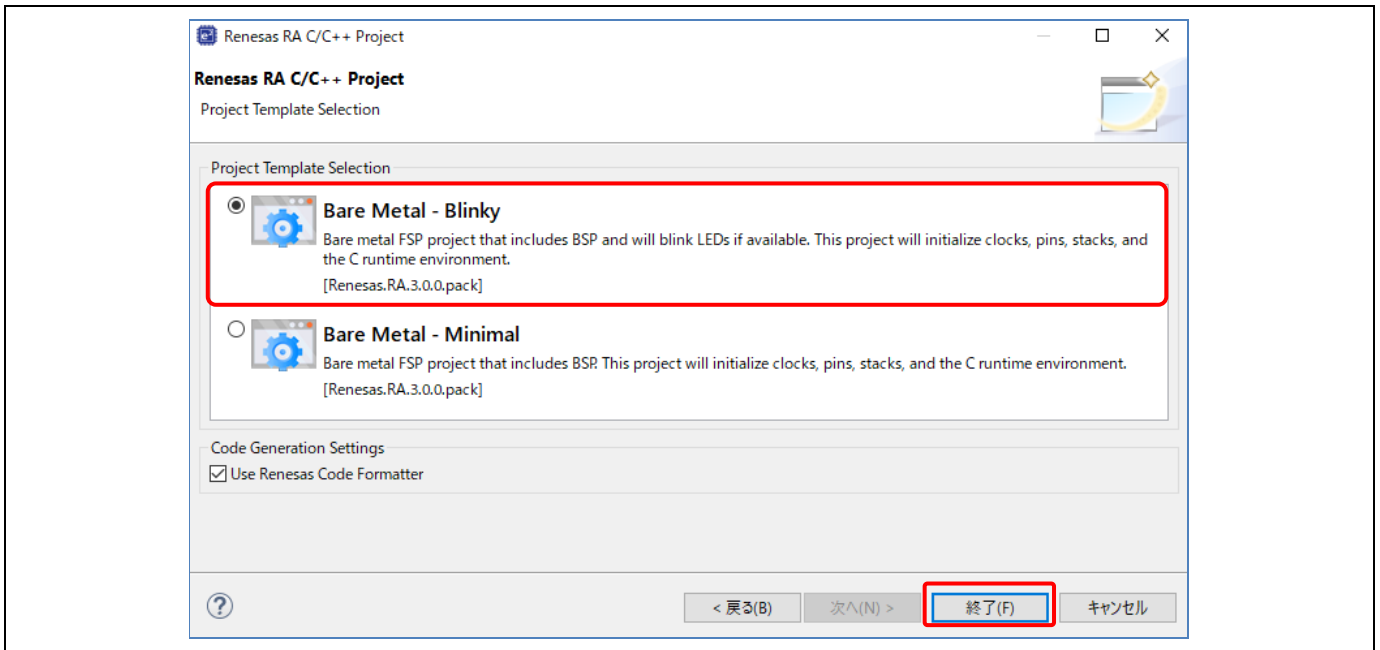 Renesas RA C/C++ Project
Renesas RA C/C++ Project
Project Template Selection
Project Template Selection
Bare Metal - Blinky
Bare metal FSP project that includes BSP and will blink LEDs if available. This project will initialize clocks, pins, stacks, and
the C runtime environment.
[Renesas.RA.3.0.0.pack]
Bare Metal - Minimal
Bare metal FSP project that includes BSP. This project will initialize clocks, pins, stacks, and the C runtime environment.
[Renesas.RA.3.0.0.pack]
Code Generation Settings
Use Renesas Code Formatter
? < 戻る(B) 次へ(N) > 終了(F) キャンセル